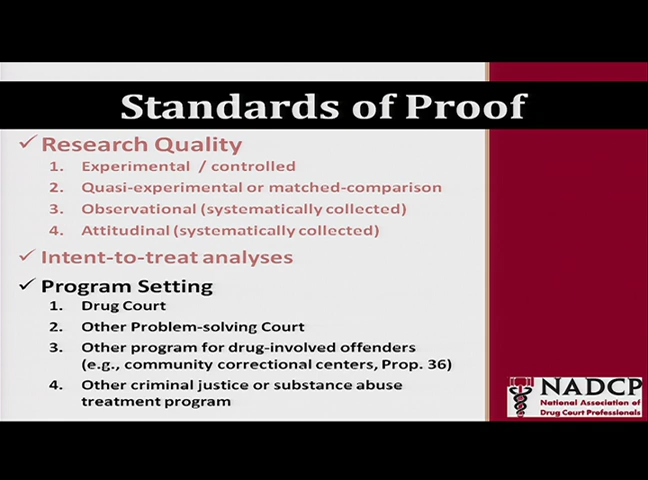 Standards of Proof
✓ Research Quality
1. Experimental / controlled
2. Quasi-experimental or matched-comparison
3. Observational (systematically collected)
4. Attitudinal (systematically collected)
✓ Intent-to-treat analyses
✓ Program Setting
1. Drug Court
2. Other Problem-solving Court
3. Other program for drug-involved offenders
(e.g., community correctional centers, Prop. 36)
4. Other criminal justice or substance abuse
treatment program
NADCP
National Association of
Drug Court Professionals